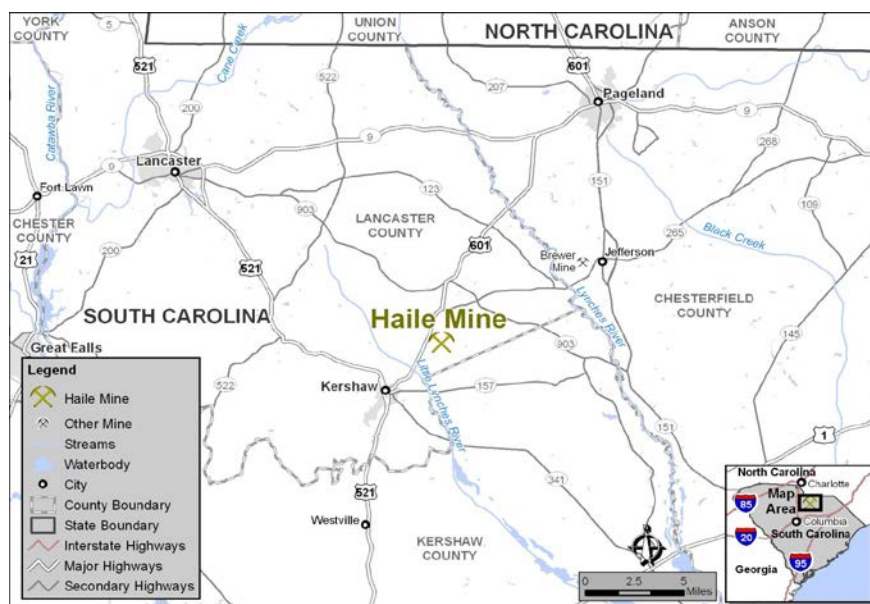 YORK
COUNTY
5
UNION
COUNTY
NORTH CAROLINA
ANSON
COUNTY
521
Cane Creek
522
601
207
Pageland
200
Catawba River
9
9
Lancaster
9
268
Fort Lawn
123
151
903
LANCASTER
COUNTY
109
CHESTER
COUNTY
601
Black Creek
200
21
521
Brewer
Mine
Jefferson
265
Lynches River
CHESTERFIELD
COUNTY
SOUTH CAROLINA
Haile Mine
145
Great Falls
903
Little Lynches River
522
Kershaw
157
151
1
341
521
Westville
KERSHAW
COUNTY
Legend
Haile Mine
Other Mine
Streams
Waterbody
City
County Boundary
State Boundary
Interstate Highways
Major Highways
Secondary Highways
0 2.5 5
Miles
North Carolina
Charlotte
Map
Area
85
Columbia
20
South Carolina
Georgia
95